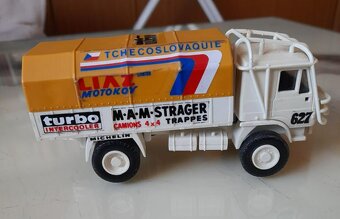 TCHECOSLOVAQUIE
LIAZ
MOTOKOV
turbo
INTERCOOLER
M-A-M-STRAGER
CAMIONS 4x4 TRAPPES
MICHELIN
627